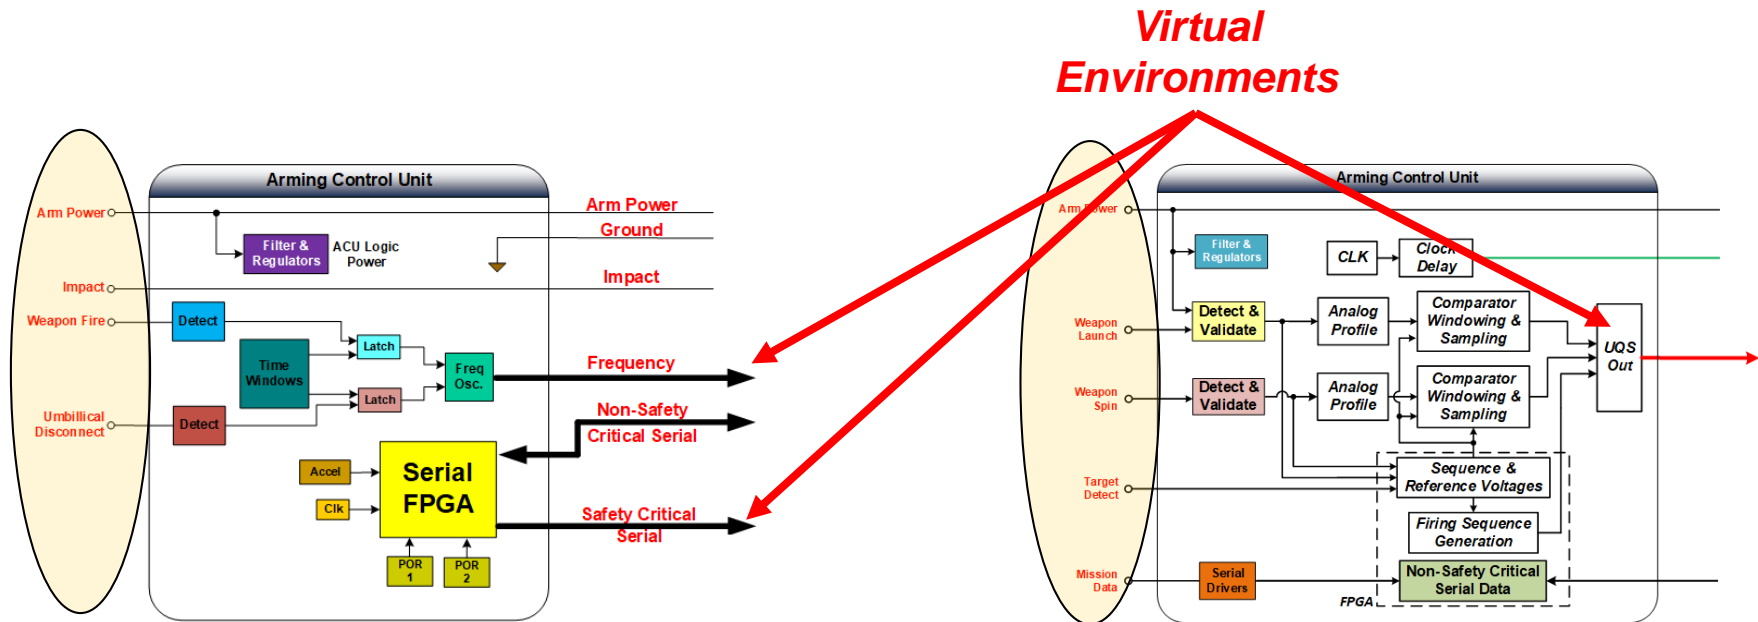 Virtual
Environments
Arming Control Unit
Arm Power
Filter &
Regulators
ACU Logic
Power
Arm Power
Ground
Impact
Impact
Weapon Fire
Detect
Time
Windows
Latch
Latch
Freq
Osc.
Frequency
Umbillical
Disconnect
Detect
Non-Safety
Critical Serial
Accel
Clk
Serial
FPGA
Safety Critical
Serial
POR
1
POR
2
Arming Control Unit
Arm Power
Filter &
Regulators
CLK
Clock
Delay
Weapon
Launch
Detect &
Validate
Analog
Profile
Comparator
Windowing &
Sampling
UQS
Out
Weapon
Spin
Detect &
Validate
Analog
Profile
Comparator
Windowing &
Sampling
Target
Detect
Sequence &
Reference Voltages
Firing Sequence
Generation
Mission
Data
Serial
Drivers
Non-Safety Critical
Serial Data
FPGA